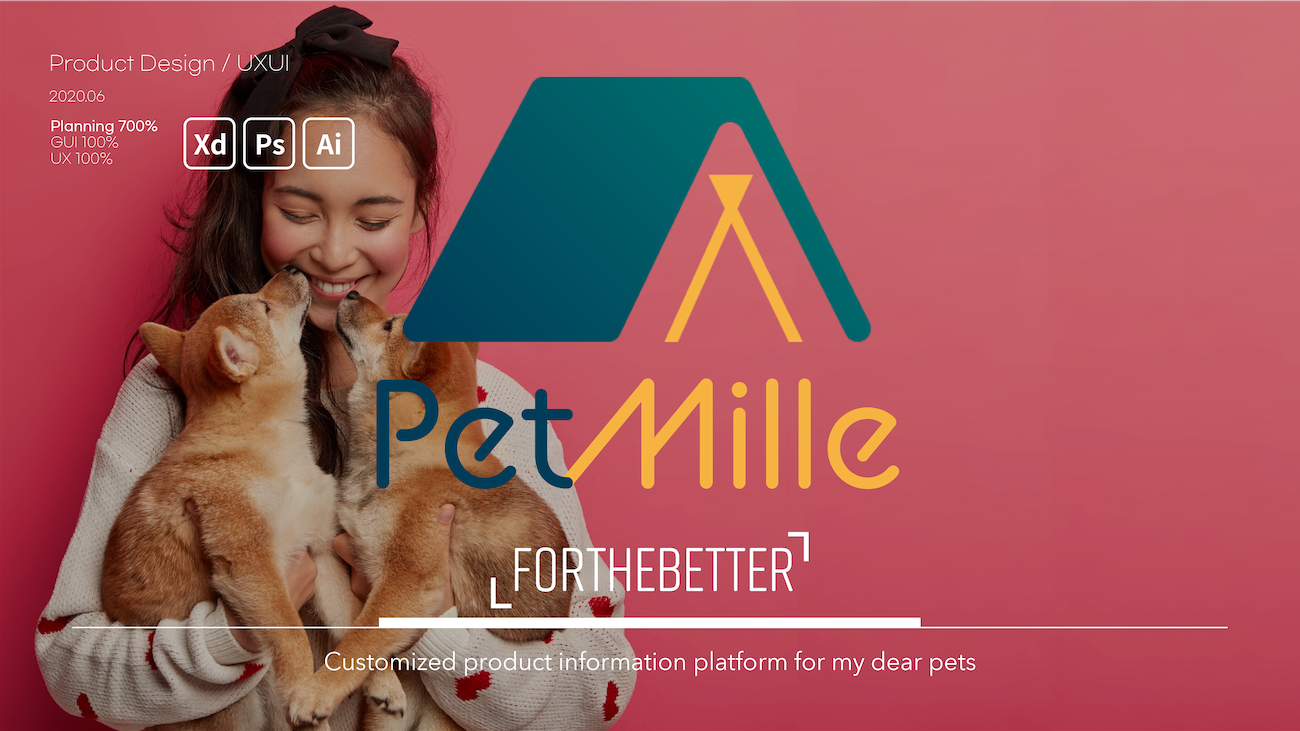 Product Design / UXUI
2020.06
Planning 700%
GUI 100%
UX 100%
Xd Ps Ai
PetMille
FORTHEBETTER
Customized product information platform for my dear pets